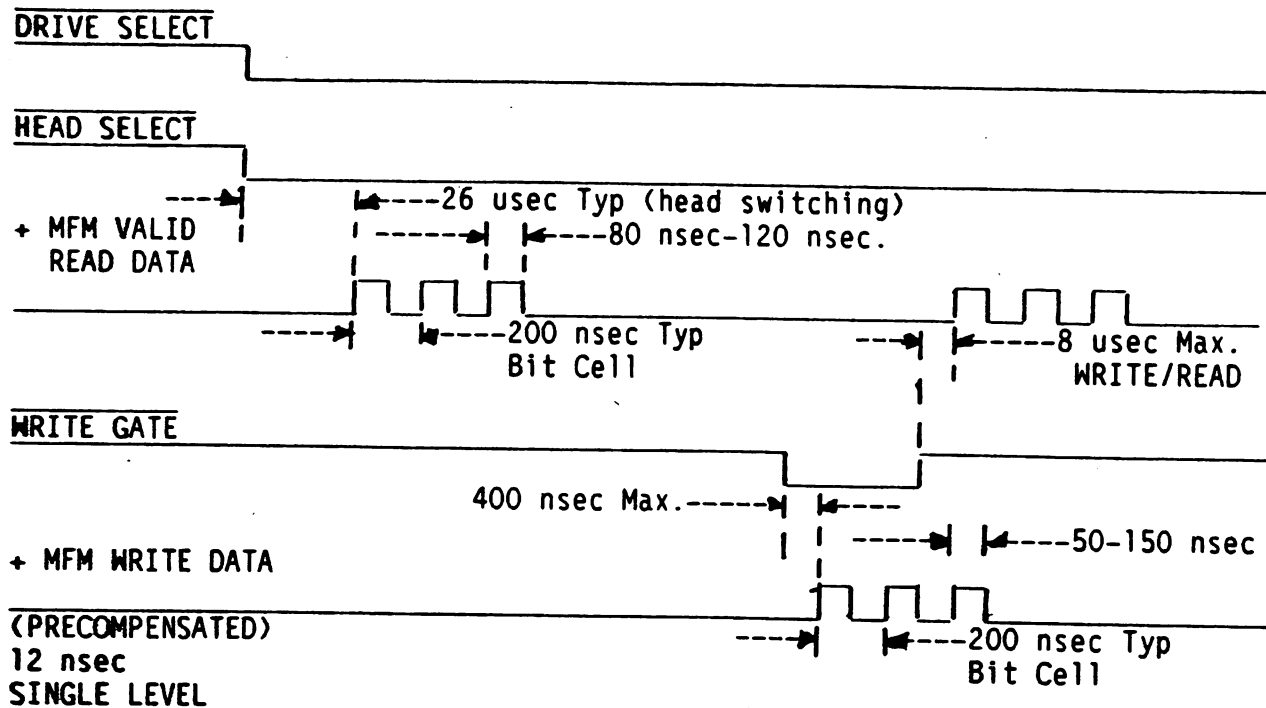 DRIVE SELECT
HEAD SELECT
26 usec Typ (head switching)
+ MFM VALID
READ DATA
80 nsec-120 nsec.
200 nsec Typ
Bit Cell
8 usec Max.
WRITE/READ
WRITE GATE
400 nsec Max.
50-150 nsec
+ MFM WRITE DATA
(PRECOMPENSATED)
12 nsec
SINGLE LEVEL
200 nsec Typ
Bit Cell